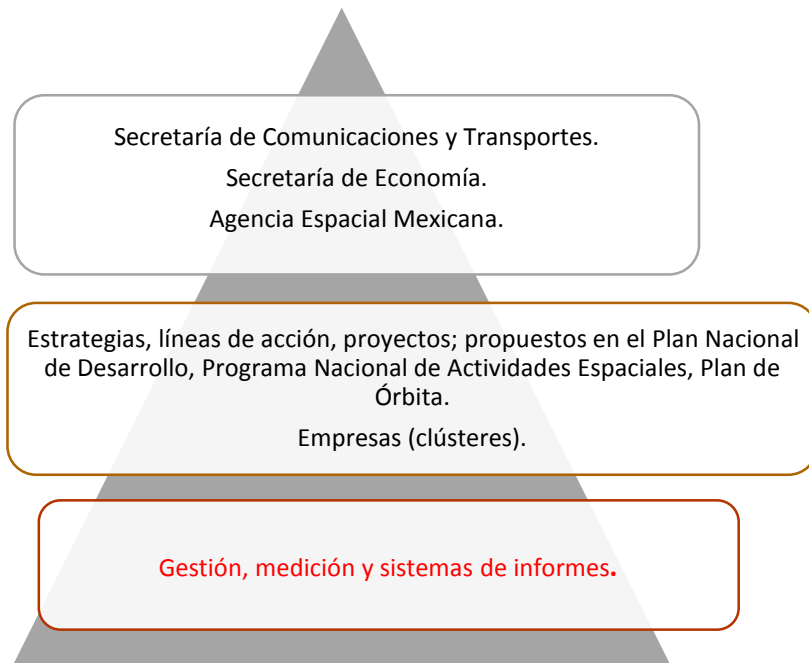 Secretaría de Comunicaciones y Transportes.
Secretaría de Economía.
Agencia Espacial Mexicana.
Estrategias, líneas de acción, proyectos; propuestos en el Plan Nacional
de Desarrollo, Programa Nacional de Actividades Espaciales, Plan de
Órbita.
Empresas (clústeres).
Gestión, medición y sistemas de informes.